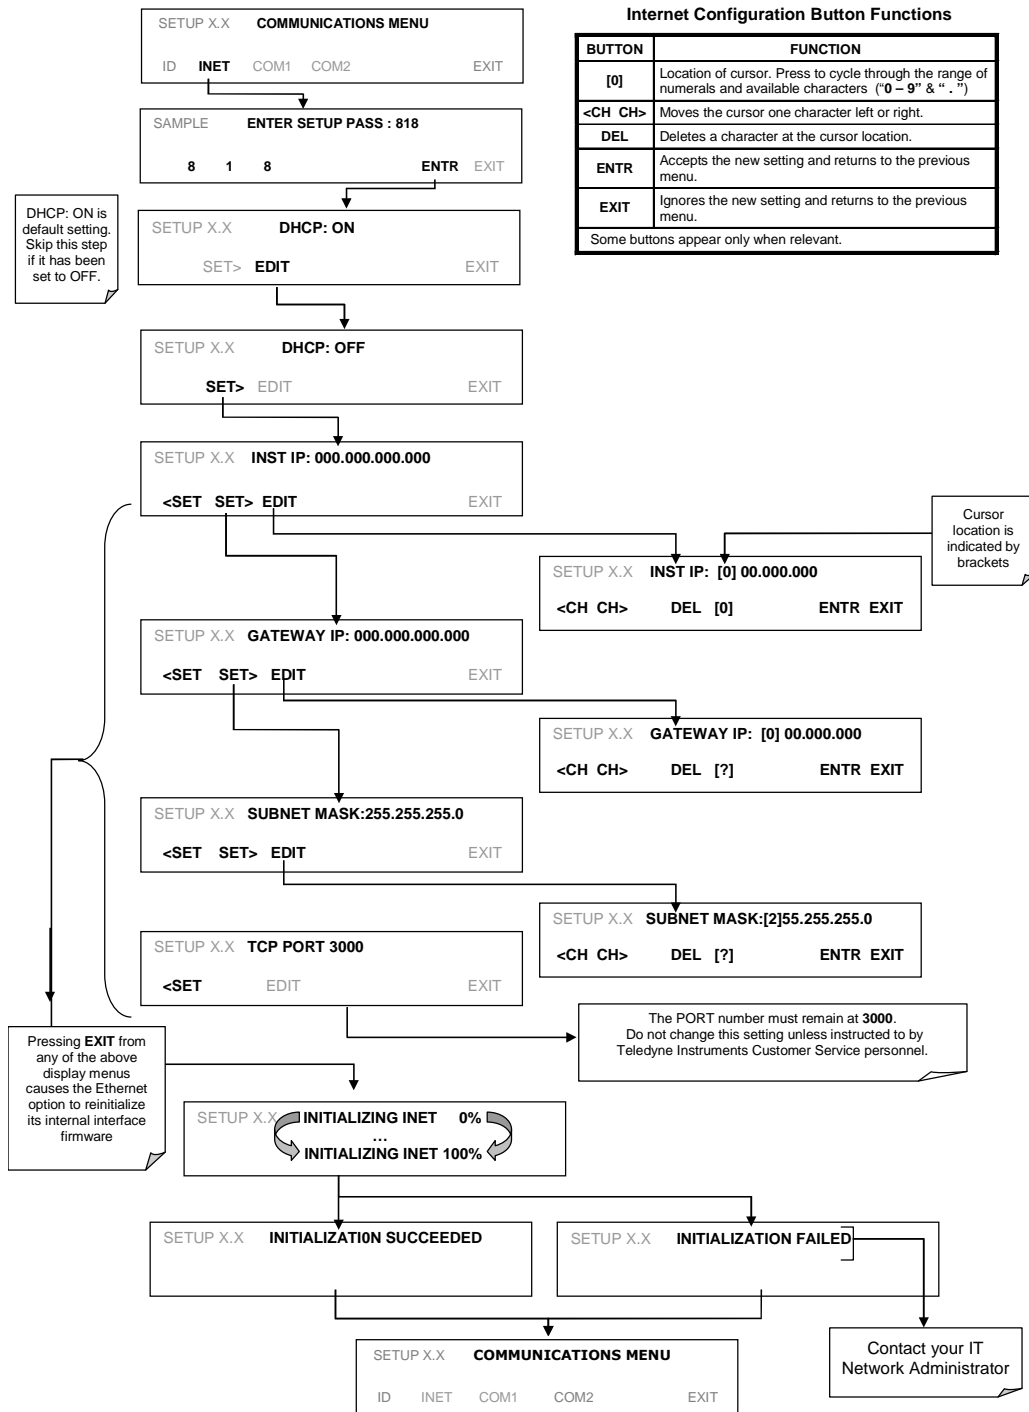 SETUP X.X COMMUNICATIONS MENU
ID INET COM1 COM2 EXIT
Internet Configuration Button Functions
BUTTON FUNCTION
[0] Location of cursor. Press to cycle through the range of
numerals and available characters (“0 – 9” & “ . ”)
<CH CH> Moves the cursor one character left or right.
DEL Deletes a character at the cursor location.
ENTR Accepts the new setting and returns to the previous
menu.
EXIT Ignores the new setting and returns to the previous
menu.
Some buttons appear only when relevant.
SAMPLE ENTER SETUP PASS : 818
8 1 8 ENTR EXIT
DHCP: ON is
default setting.
Skip this step
if it has been
set to OFF.
SETUP X.X DHCP: ON
SET> EDIT EXIT
SETUP X.X DHCP: OFF
SET> EDIT EXIT
SETUP X.X INST IP: 000.000.000.000
<SET SET> EDIT EXIT
Cursor
location is
indicated by
brackets
SETUP X.X INST IP: [0] 00.000.000
<CH CH> DEL [0] ENTR EXIT
SETUP X.X GATEWAY IP: 000.000.000.000
<SET SET> EDIT EXIT
SETUP X.X GATEWAY IP: [0] 00.000.000
<CH CH> DEL [?] ENTR EXIT
SETUP X.X SUBNET MASK:255.255.255.0
<SET SET> EDIT EXIT
SETUP X.X SUBNET MASK:[2]55.255.255.0
<CH CH> DEL [?] ENTR EXIT
SETUP X.X TCP PORT 3000
<SET EDIT EXIT
The PORT number must remain at 3000.
Do not change this setting unless instructed to by
Teledyne Instruments Customer Service personnel.
Pressing EXIT from
any of the above
display menus
causes the Ethernet
option to reinitialize
its internal interface
firmware
SETUP X.X INITIALIZING INET 0%
…
INITIALIZING INET 100%
SETUP X.X INITIALIZATI0N SUCCEEDED
SETUP X.X INITIALIZATION FAILED
Contact your IT
Network Administrator
SETUP X.X COMMUNICATIONS MENU
ID INET COM1 COM2 EXIT